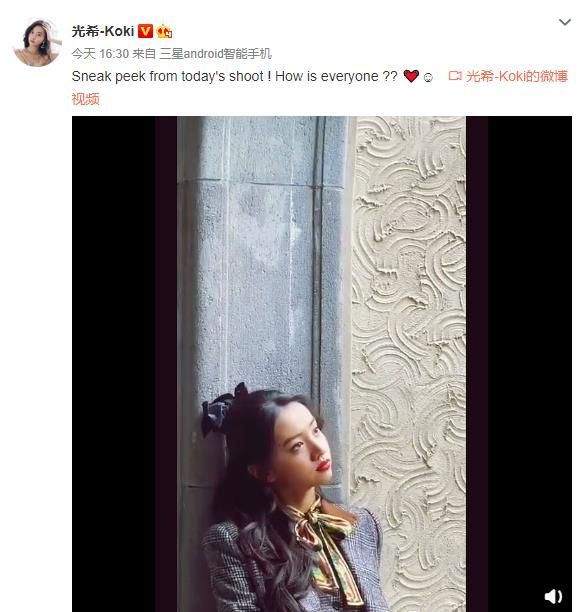 光希-Koki
今天 16:30 来自 三星android智能手机
Sneak peek from today's shoot ! How is everyone ?? ❤☺ 光希-Koki的微博
视频